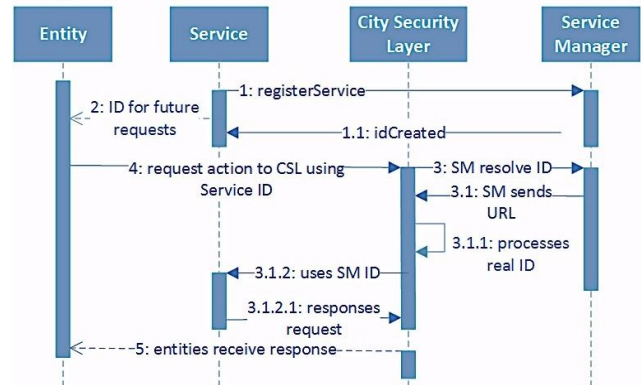 Entity
Service
City Security
Layer
Service
Manager
1: registerService
2: ID for future
requests
1.1: idCreated
4: request action to CSL using
Service ID
3: SM resolve ID
3.1: SM sends
URL
3.1.1: processes
real ID
3.1.2: uses SM ID
3.1.2.1: responses
request
5: entities receive response